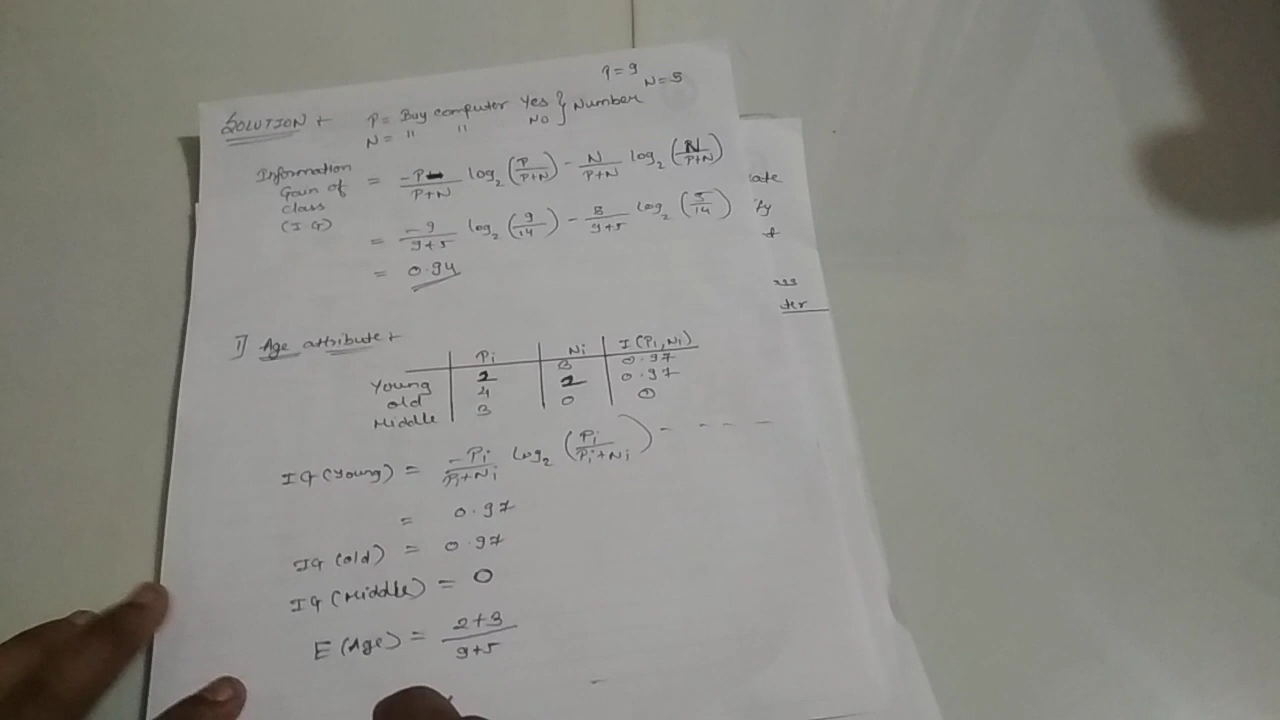 P=9 N=5
SOLUTION :- P = Buy computer Yes } Number
N = " " NO
Information Gain of class (I G) = -P/P+N log₂ (P/P+N) - N/P+N log₂ (N/P+N)
= -9/9+5 log₂ (9/14) - 5/9+5 log₂ (5/14)
= 0.94
1] Age attribute :-
Pi Ni I(Pi, Ni)
Young 2 3 0.97
old 4 2 0.97
Middle 3 0 0
IG (Young) = -Pi/Pi+Ni log₂ (Pi/Pi+Ni) - - - - -
= 0.97
IG (old) = 0.97
IG (Middle) = 0
E (Age) = 2+3/9+5